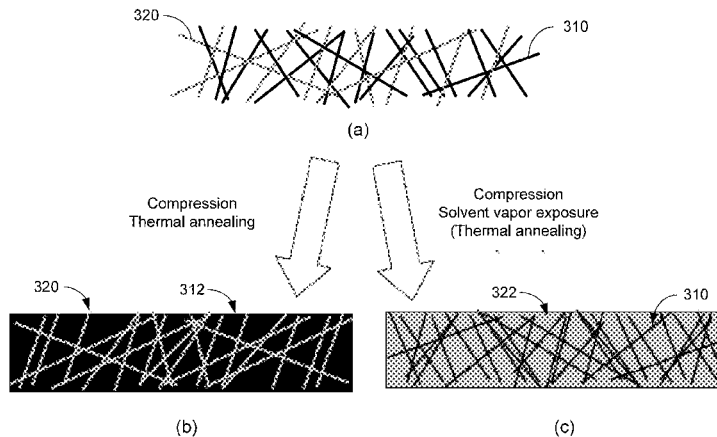 320
310
(a)
Compression
Thermal annealing
Compression
Solvent vapor exposure
(Thermal annealing)
320
312
322
310
(b)
(c)